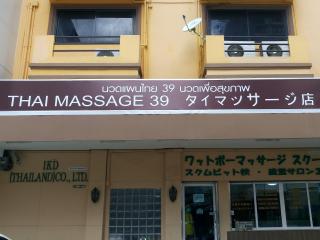 นวดแผนไทย 39 นวดเพื่อสุขภาพ
THAI MASSAGE 39 タイマッサージ店
IKD
(THAILAND)CO., LTD.
ワットポーマッサージ スクー
スクムビット校 ・ 直営サロン